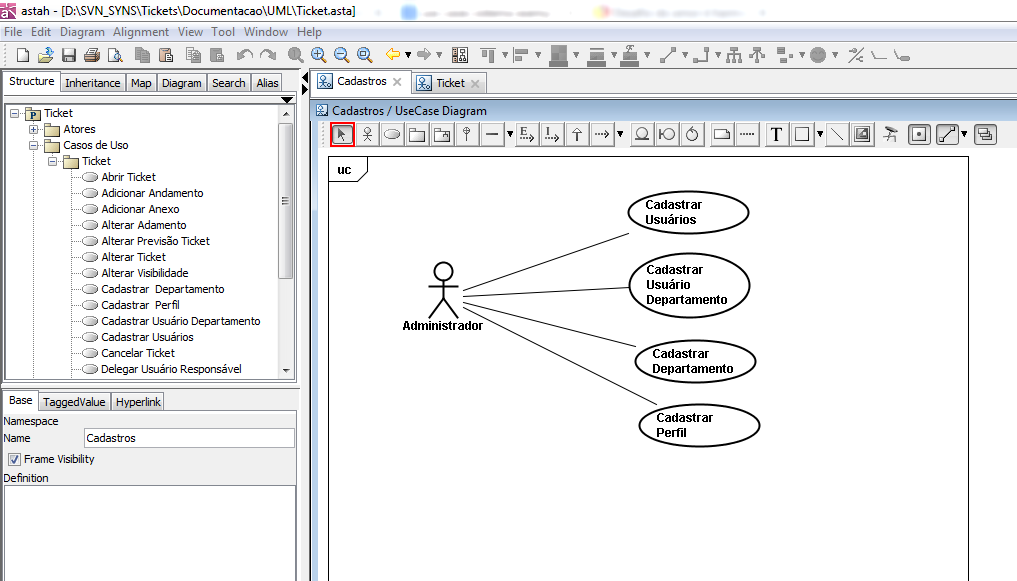 astah - [D:\SVN_SYNS\Tickets\Documentacao\UML\Ticket.asta]
File Edit Diagram Alignment View Tool Window Help
Structure Inheritance Map Diagram Search Alias
Ticket
Atores
Casos de Uso
Ticket
Abrir Ticket
Adicionar Andamento
Adicionar Anexo
Alterar Adamento
Alterar Previsão Ticket
Alterar Ticket
Alterar Visibilidade
Cadastrar Departamento
Cadastrar Perfil
Cadastrar Usuário Departamento
Cadastrar Usuários
Cancelar Ticket
Delegar Usuário Responsável
Base TaggedValue Hyperlink
Namespace
Name Cadastros
Frame Visibility
Definition
Cadastros Ticket
Cadastros / UseCase Diagram
T
uc
Cadastrar
Usuários
Cadastrar
Usuário
Departamento
Administrador
Cadastrar
Departamento
Cadastrar
Perfil